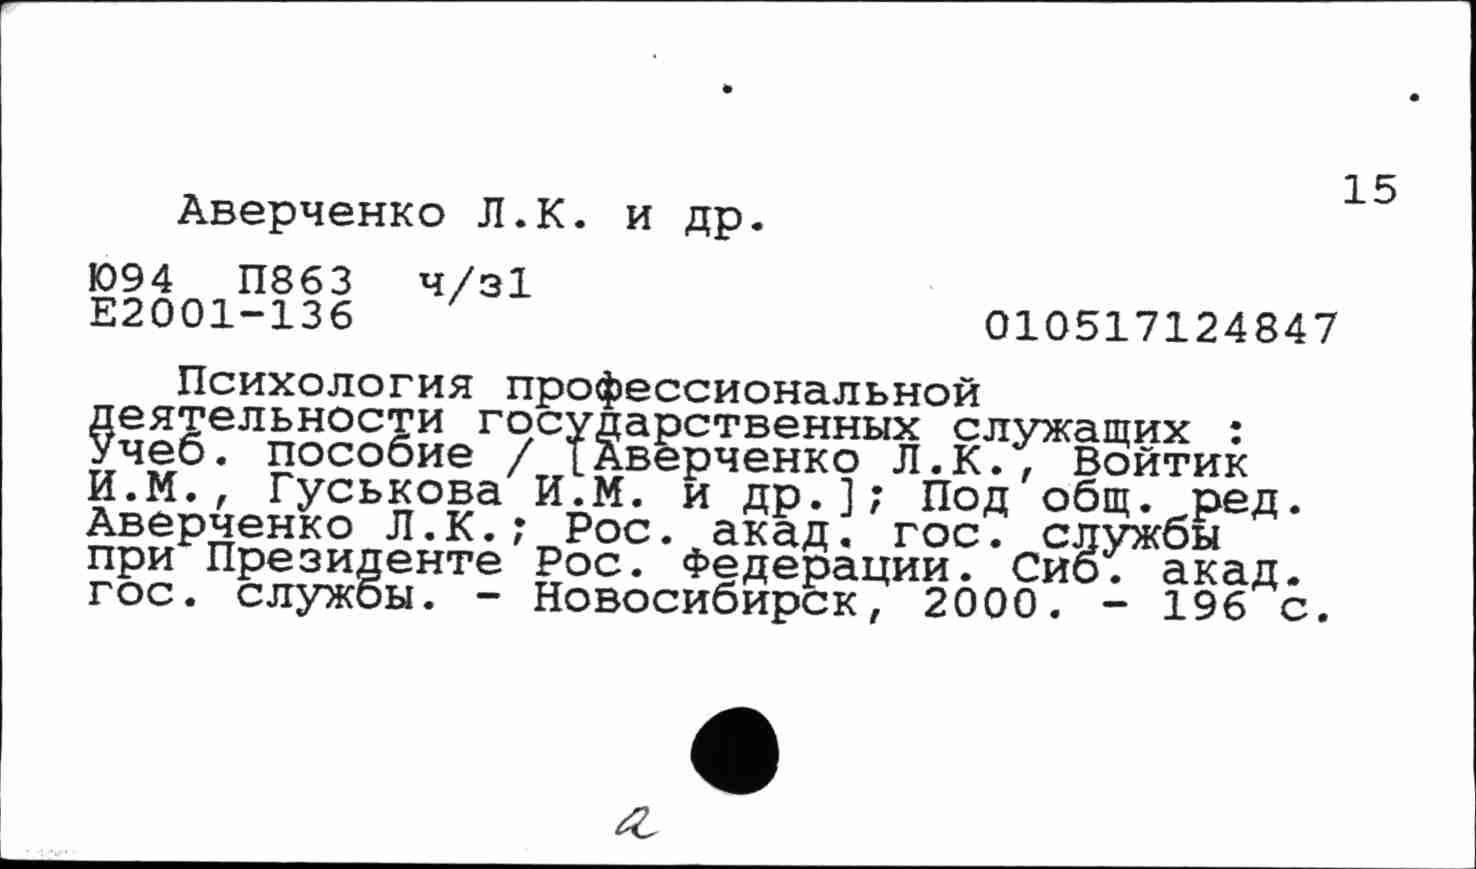 15
Аверченко Л.К. и др.
Ю94 П863 ч/з1
Е2001-136
010517124847
Психология профессиональной
деятельности государственных служащих :
Учеб. пособие / [Аверченко Л.К., Войтик
И.М., Гуськова И.М. и др.]; Под общ. ред.
Аверченко Л.К.; Рос. акад. гос. службы
при Президенте Рос. Федерации. Сиб. акад.
гос. службы. - Новосибирск, 2000. - 196 с.
а